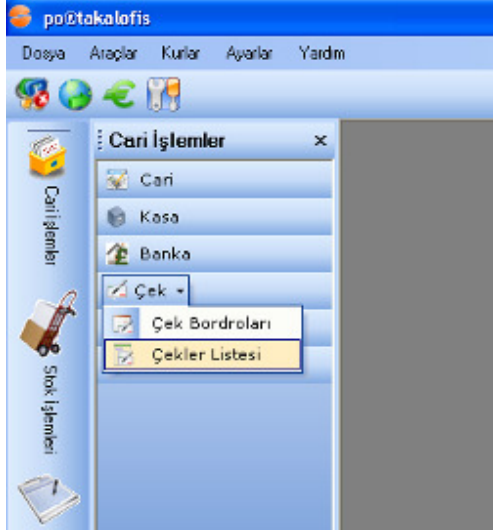 po@takalofis
Dosya Araçlar Kurlar Ayarlar Yardım
Cari İşlemler
Cari
Kasa
Banka
Çek
Çek Bordroları
Çekler Listesi
Cari işlemler
Stok İşlemleri